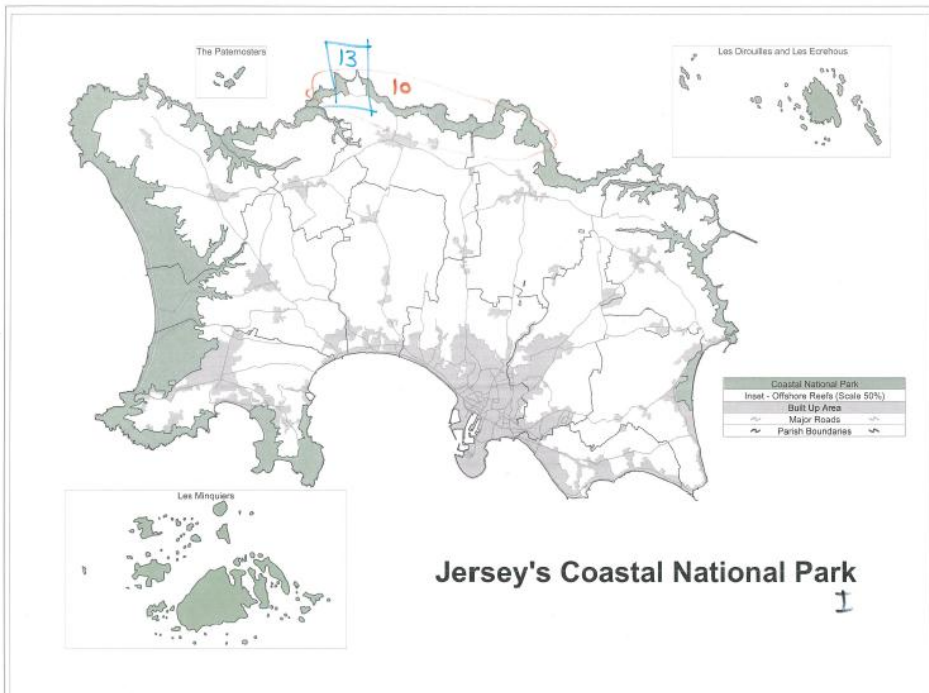 The Paternosters
13
10
Les Dirouilles and Les Ecrehous
Coastal National Park
Inset - Offshore Reefs (Scale 50%)
Built Up Area
Major Roads
Parish Boundaries
Les Minquiers
Jersey's Coastal National Park
I